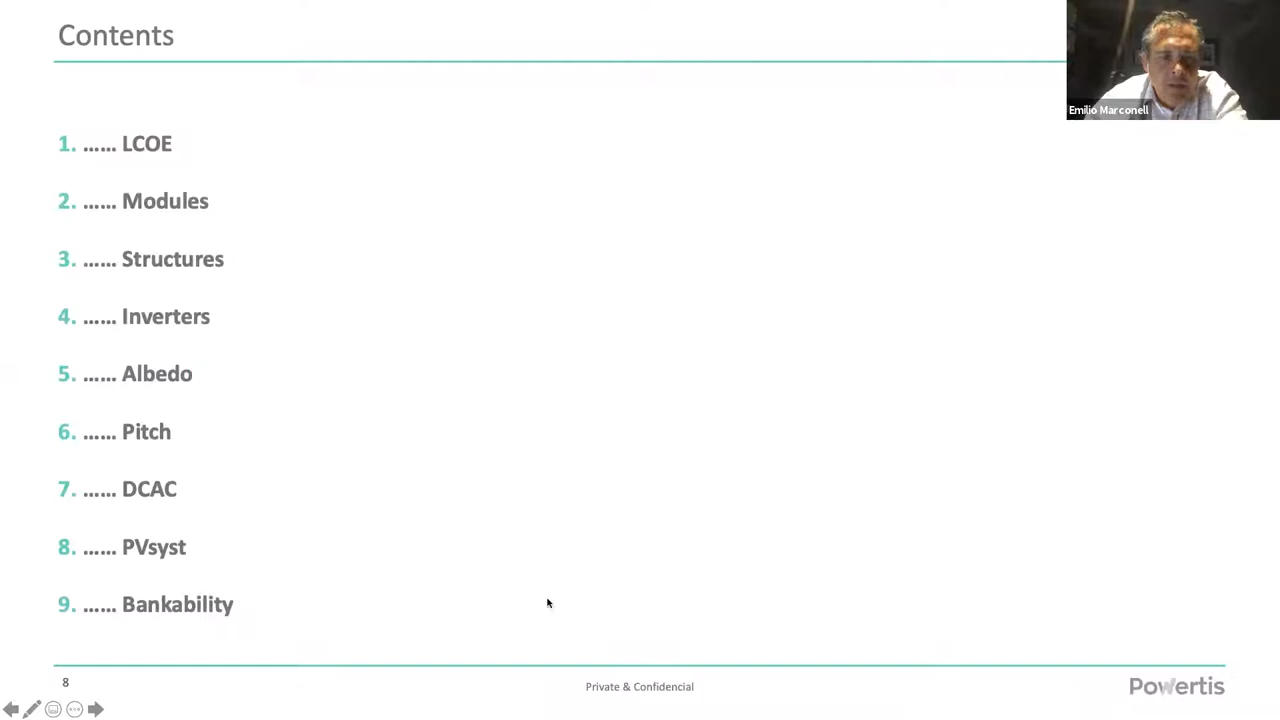 Contents
Emilio Marconell
1. ...... LCOE
2. ...... Modules
3. ...... Structures
4. ...... Inverters
5. ...... Albedo
6. ...... Pitch
7. ...... DCAC
8. ...... PVsyst
9. ...... Bankability
8
Private & Confidencial
Powertis